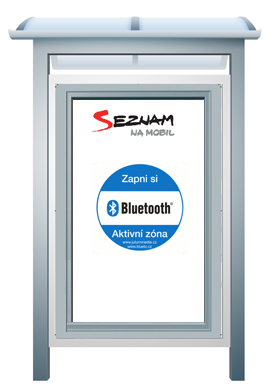 SEZNAM
NA MOBIL
Zapni si
Bluetooth®
Aktivní zóna